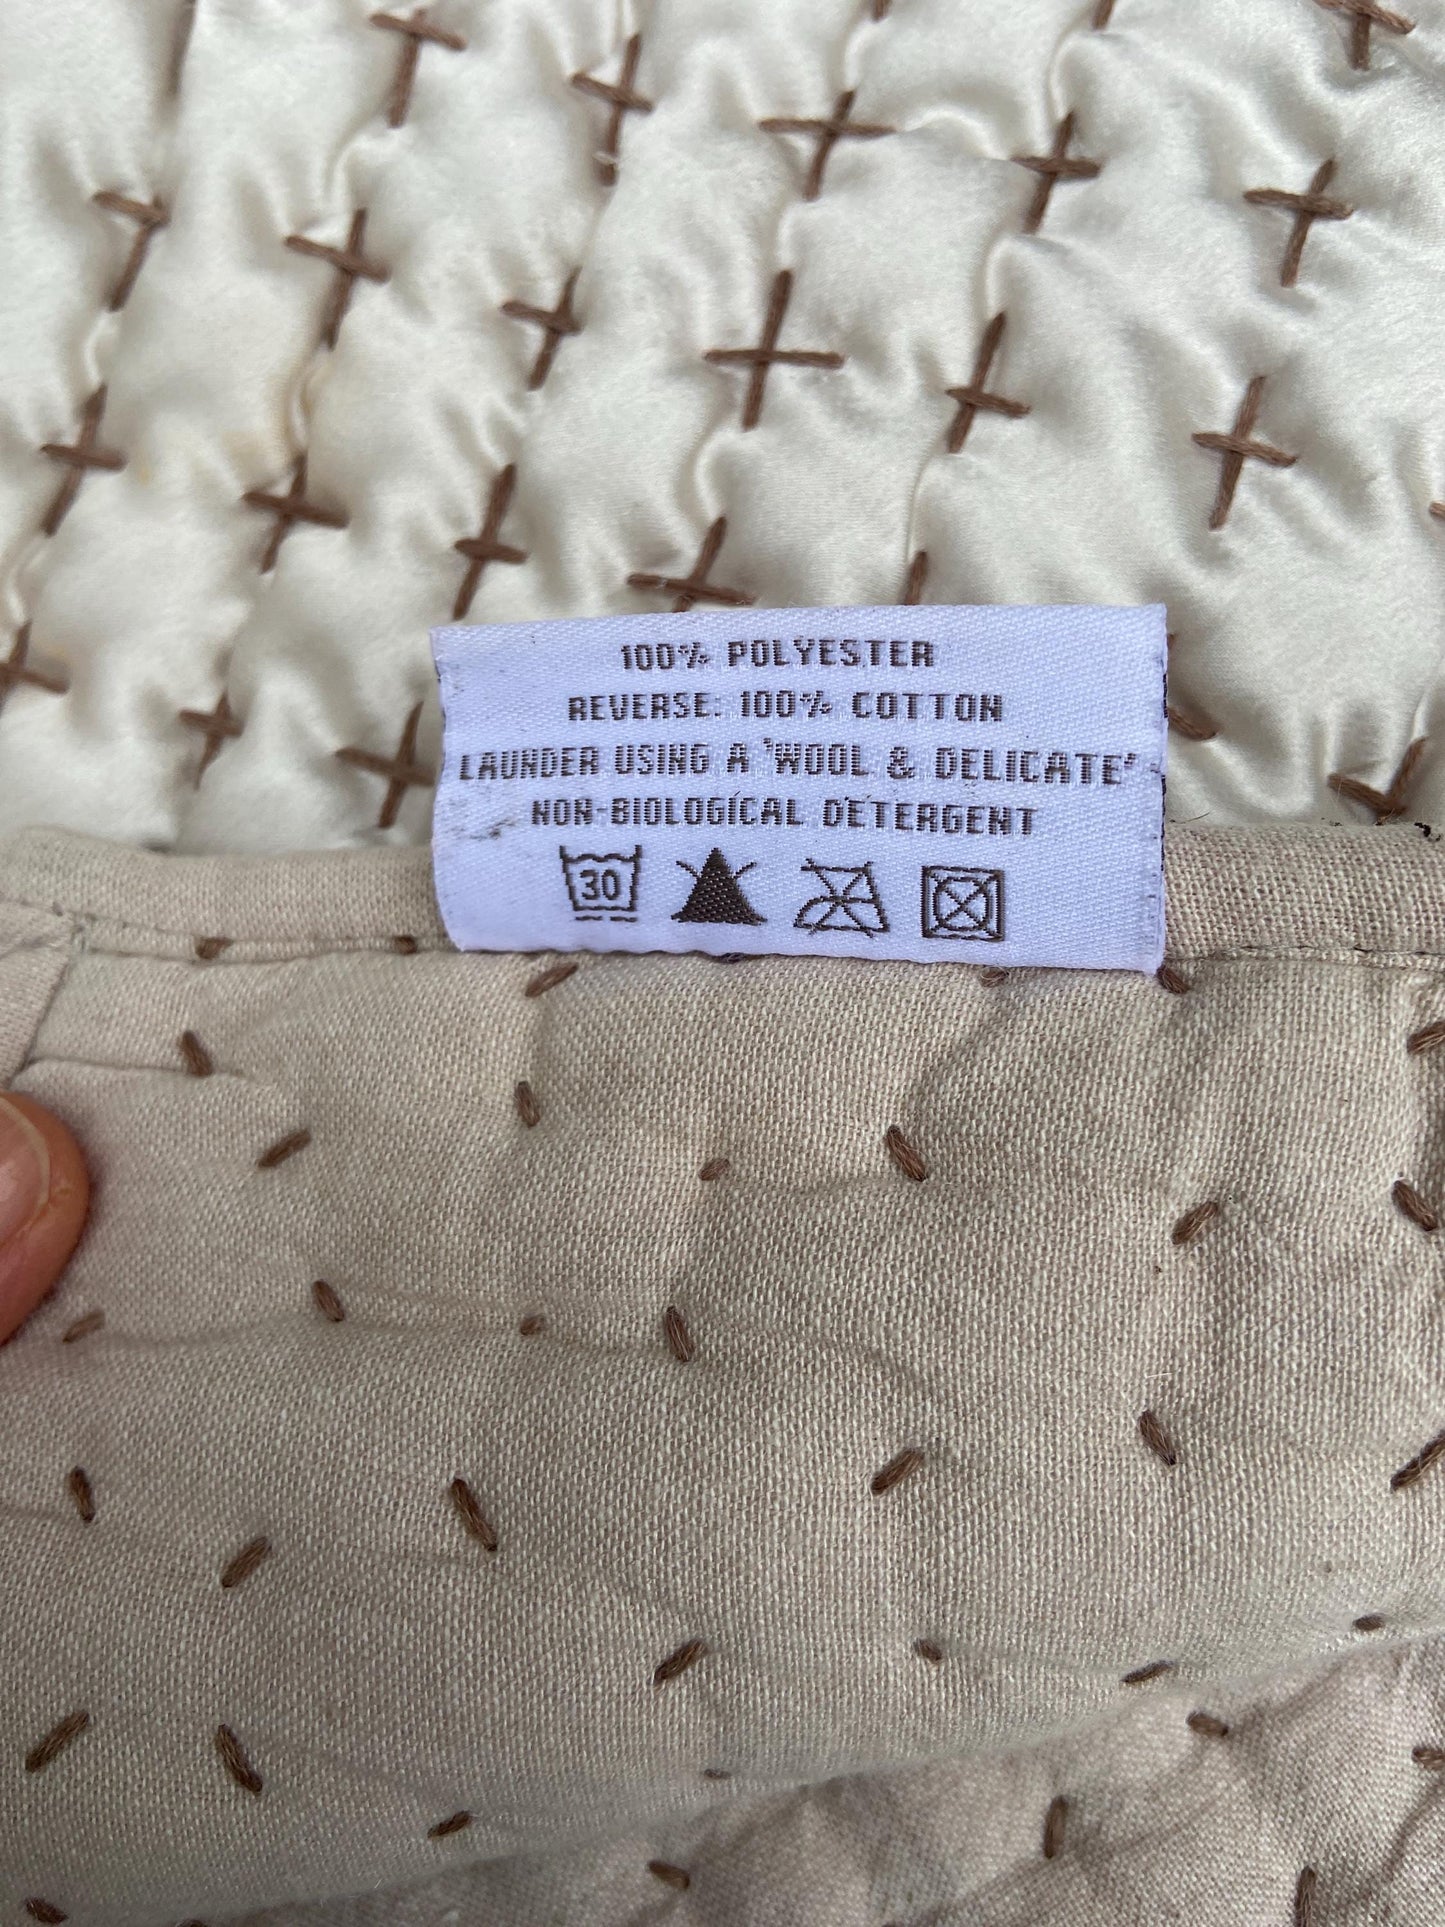 100% POLYESTER
REVERSE: 100% COTTON
LAUNDER USING A 'WOOL & DELICATE'
NON-BIOLOGICAL DETERGENT
30